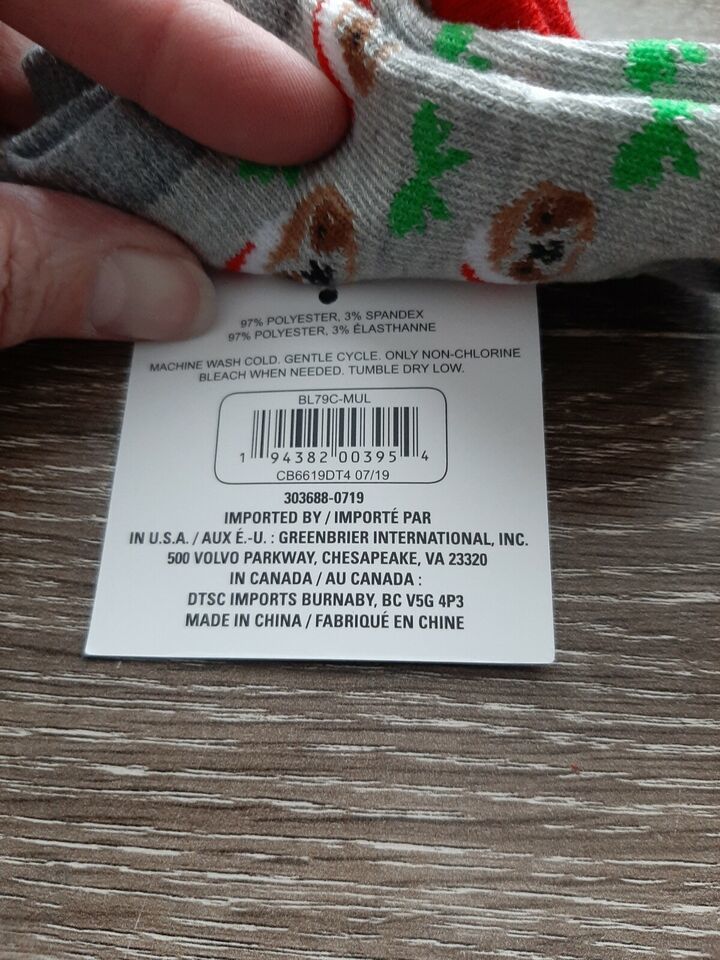 97% POLYESTER, 3% SPANDEX
97% POLYESTER, 3% ÉLASTHANNE
MACHINE WASH COLD. GENTLE CYCLE. ONLY NON-CHLORINE
BLEACH WHEN NEEDED. TUMBLE DRY LOW.
BL79C-MUL
1 94382 00395 4
CB6619DT4 07/19
303688-0719
IMPORTED BY / IMPORTÉ PAR
IN U.S.A. / AUX É.-U. : GREENBRIER INTERNATIONAL, INC.
500 VOLVO PARKWAY, CHESAPEAKE, VA 23320
IN CANADA / AU CANADA :
DTSC IMPORTS BURNABY, BC V5G 4P3
MADE IN CHINA / FABRIQUÉ EN CHINE